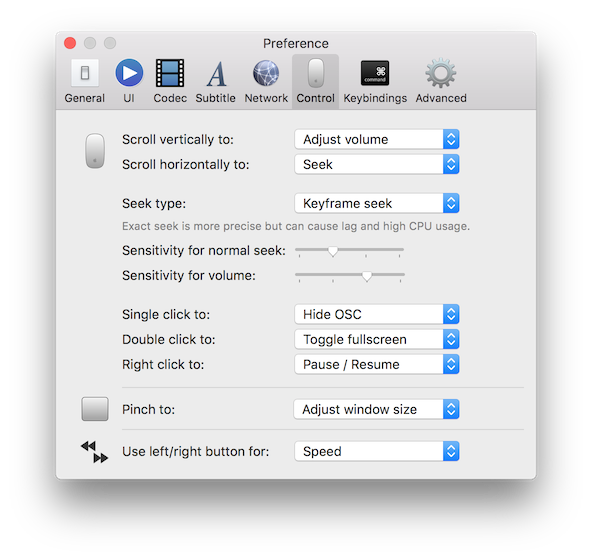 Preference
⌘
command
General UI Codec Subtitle Network Control Keybindings Advanced
Scroll vertically to: Adjust volume
Scroll horizontally to: Seek
Seek type: Keyframe seek
Exact seek is more precise but can cause lag and high CPU usage.
Sensitivity for normal seek:
Sensitivity for volume:
Single click to: Hide OSC
Double click to: Toggle fullscreen
Right click to: Pause / Resume
Pinch to: Adjust window size
Use left/right button for: Speed